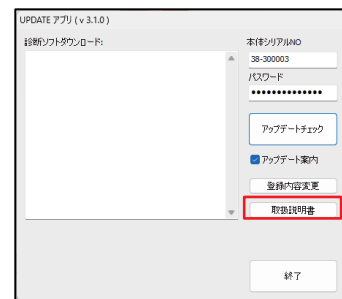 UPDATE アプリ ( v 3.1.0 )
診断ソフトダウンロード:
本体シリアルNO
38-300003
パスワード
••••••••••••••
アップデートチェック
アップデート案内
登録内容変更
取扱説明書
終了